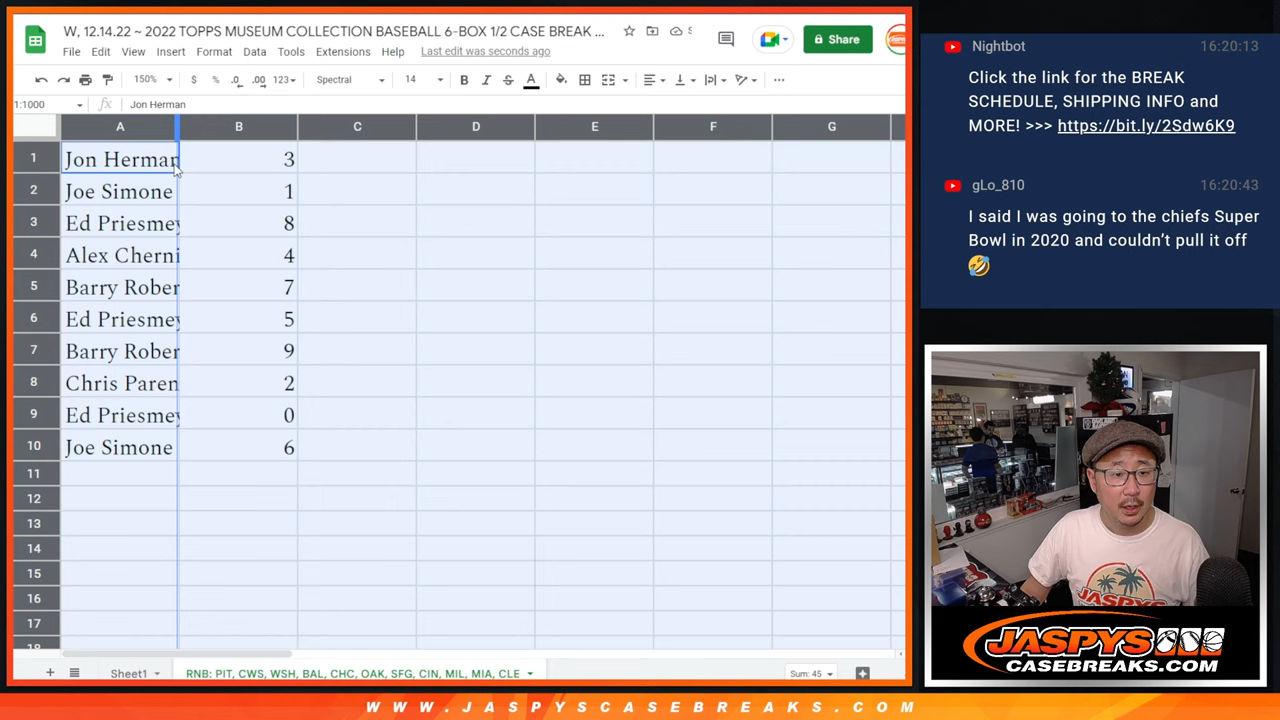 W, 12.14.22 ~ 2022 TOPPS MUSEUM COLLECTION BASEBALL 6-BOX 1/2 CASE BREAK ...
File Edit View Insert Format Data Tools Extensions Help Last edit was seconds ago
Share
150% $ % .0 .00 123 Spectral 14 B I S A
1:1000 fx Jon Herman
A B C D E F G
1 Jon Herman 3
2 Joe Simone 1
3 Ed Priesmey 8
4 Alex Cherni 4
5 Barry Rober 7
6 Ed Priesmey 5
7 Barry Rober 9
8 Chris Paren 2
9 Ed Priesmey 0
10 Joe Simone 6
11
12
13
14
15
16
17
18
Sheet1 RNB: PIT, CWS, WSH, BAL, CHC, OAK, SFG, CIN, MIL, MIA, CLE Sum: 45
Nightbot 16:20:13
Click the link for the BREAK
SCHEDULE, SHIPPING INFO and
MORE! >>> https://bit.ly/2Sdw6K9
gLo_810 16:20:43
I said I was going to the chiefs Super
Bowl in 2020 and couldn't pull it off
🤣
JASPYS
CASEBREAKS.COM
WWW.JASPYSCASEBREAKS.COM